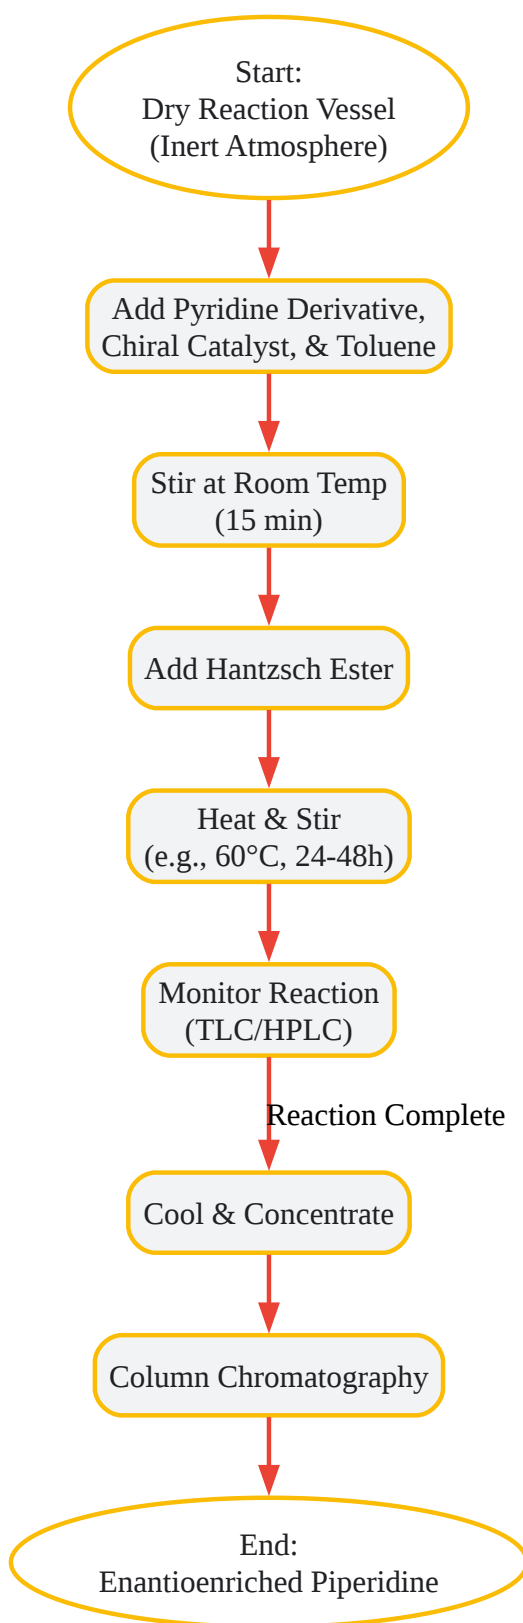 Start:
Dry Reaction Vessel
(Inert Atmosphere)
Add Pyridine Derivative,
Chiral Catalyst, & Toluene
Stir at Room Temp
(15 min)
Add Hantzsch Ester
Heat & Stir
(e.g., 60°C, 24-48h)
Monitor Reaction
(TLC/HPLC)
Reaction Complete
Cool & Concentrate
Column Chromatography
End:
Enantioenriched Piperidine